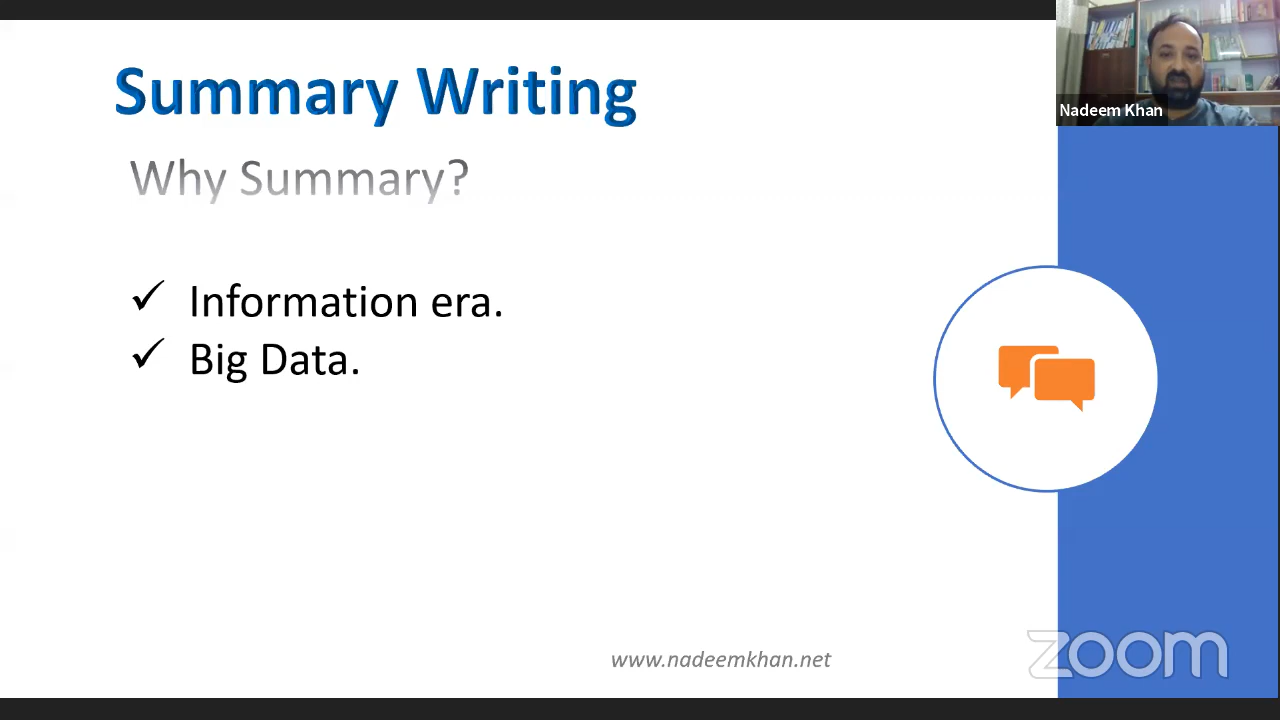 Summary Writing
Nadeem Khan
Why Summary?
✓ Information era.
✓ Big Data.
www.nadeemkhan.net
zoom